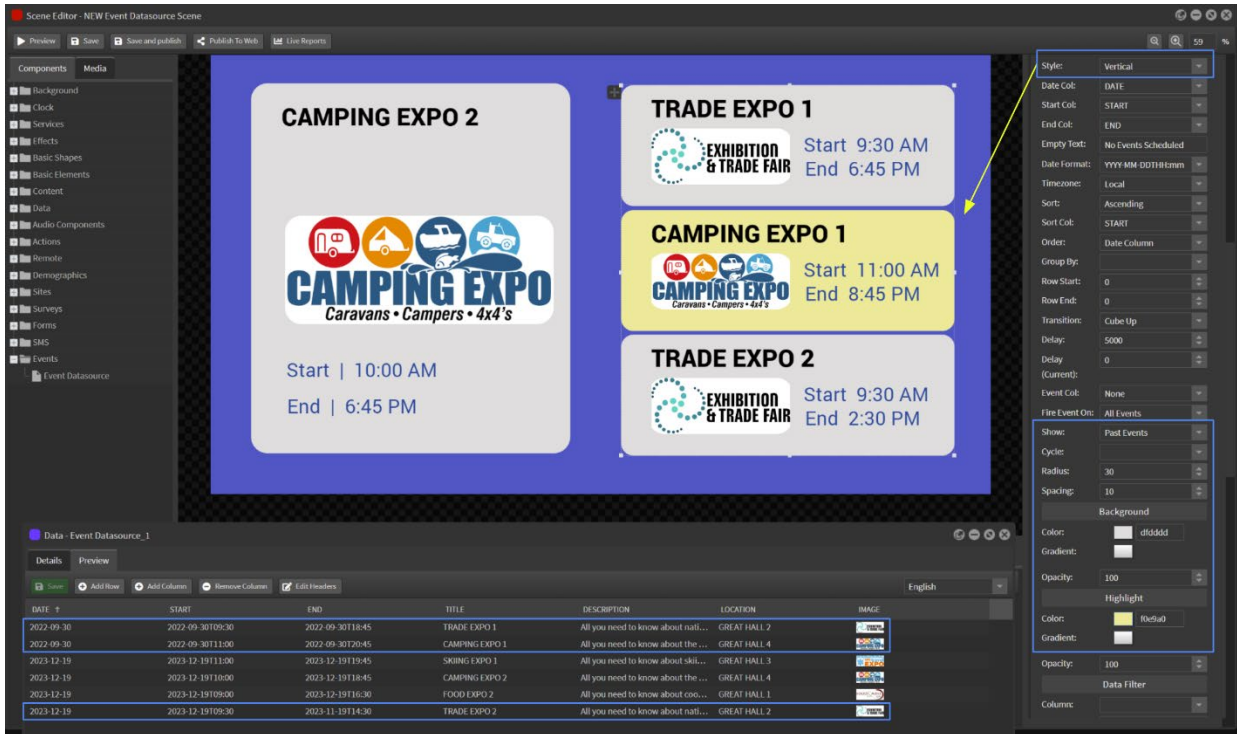 Scene Editor - NEW Event Datasource Scene
Preview Save Save and publish Publish To Web Live Reports 59 %
Components Media
Background
Clock
Services
Effects
Basic Shapes
Basic Elements
Content
Data
Audio Components
Actions
Remote
Demographics
Sites
Surveys
Forms
SMS
Events
Event Datasource
CAMPING EXPO 2
CAMPING EXPO
Caravans • Campers • 4x4's
Start | 10:00 AM
End | 6:45 PM
TRADE EXPO 1
EXHIBITION
& TRADE FAIR
Start 9:30 AM
End 6:45 PM
CAMPING EXPO 1
CAMPING EXPO
Caravans • Campers • 4x4's
Start 11:00 AM
End 8:45 PM
TRADE EXPO 2
EXHIBITION
& TRADE FAIR
Start 9:30 AM
End 2:30 PM
Style: Vertical
Date Col: DATE
Start Col: START
End Col: END
Empty Text: No Events Scheduled
Date Format: YYYY-MM-DDTHH:mm
Timezone: Local
Sort: Ascending
Sort Col: START
Order: Date Column
Group By:
Row Start: 0
Row End: 0
Transition: Cube Up
Delay: 5000
Delay (Current): 0
Event Col: None
Fire Event On: All Events
Show: Past Events
Cycle:
Radius: 30
Spacing: 10
Background
Color: dfdddd
Gradient:
Opacity: 100
Highlight
Color: f0e9a0
Gradient:
Opacity: 100
Data Filter
Column:
Data - Event Datasource_1
Details Preview
Save Add Row Add Column Remove Column Edit Headers English
DATE ↑ START END TITLE DESCRIPTION LOCATION IMAGE
2022-09-30 2022-09-30T09:30 2022-09-30T18:45 TRADE EXPO 1 All you need to know about nati... GREAT HALL 2
2022-09-30 2022-09-30T11:00 2022-09-30T20:45 CAMPING EXPO 1 All you need to know about the ... GREAT HALL 4
2023-12-19 2023-12-19T11:00 2023-12-19T19:45 SKIING EXPO 1 All you need to know about skii... GREAT HALL 3
2023-12-19 2023-12-19T10:00 2023-12-19T18:45 CAMPING EXPO 2 All you need to know about the ... GREAT HALL 4
2023-12-19 2023-12-19T09:00 2023-12-19T16:30 FOOD EXPO 2 All you need to know about coo... GREAT HALL 1
2023-12-19 2023-12-19T09:30 2023-11-19T14:30 TRADE EXPO 2 All you need to know about nati... GREAT HALL 2